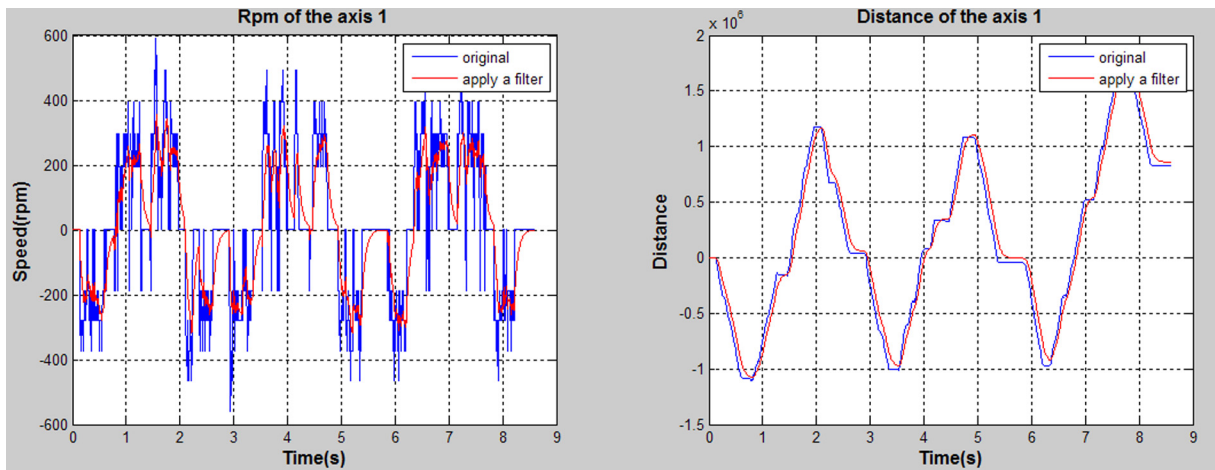 Rpm of the axis 1
600
400
200
0
-200
-400
-600
Speed(rpm)
original
apply a filter
0 1 2 3 4 5 6 7 8 9
Time(s)
Distance of the axis 1
x 10^6
2
1.5
1
0.5
0
-0.5
-1
-1.5
Distance
original
apply a filter
0 1 2 3 4 5 6 7 8 9
Time(s)